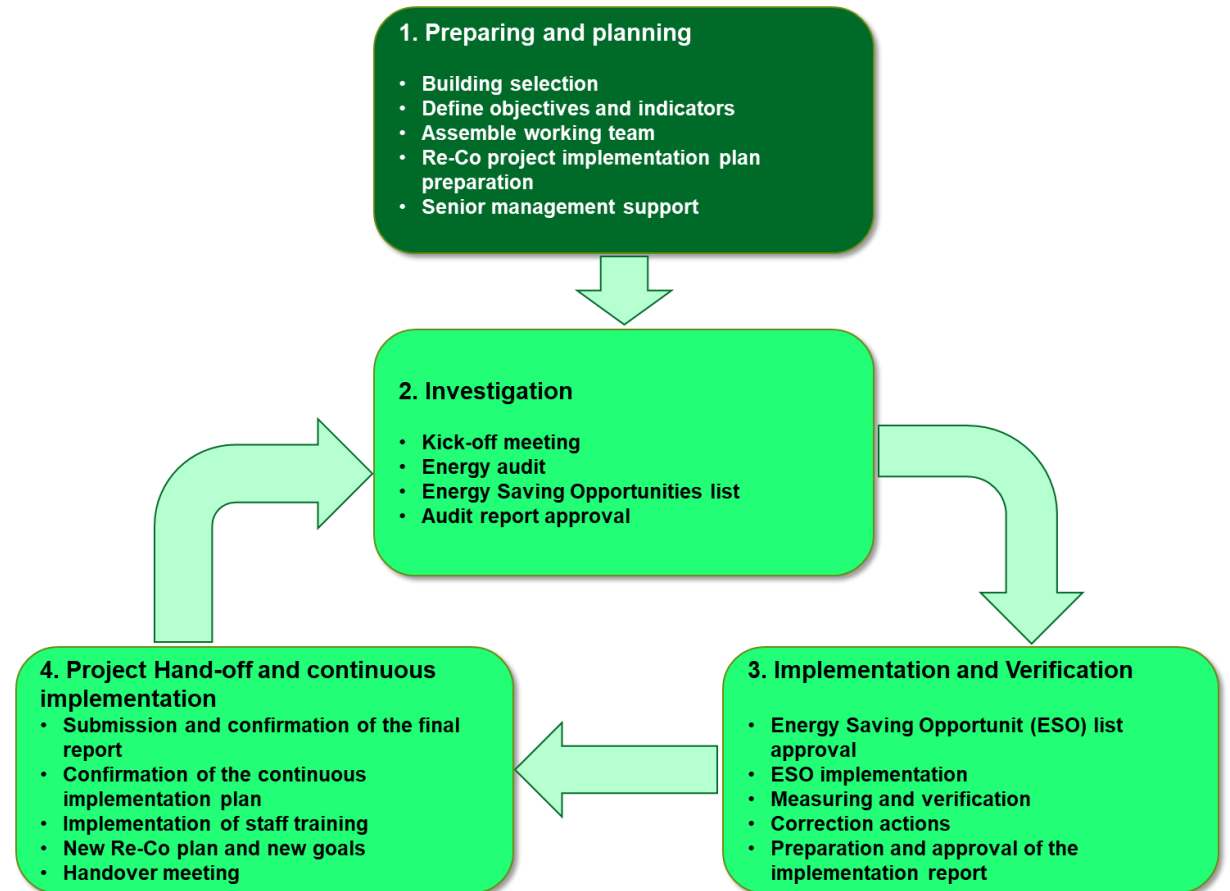 1. Preparing and planning
• Building selection
• Define objectives and indicators
• Assemble working team
• Re-Co project implementation plan
preparation
• Senior management support
2. Investigation
• Kick-off meeting
• Energy audit
• Energy Saving Opportunities list
• Audit report approval
3. Implementation and Verification
• Energy Saving Opportunit (ESO) list
approval
• ESO implementation
• Measuring and verification
• Correction actions
• Preparation and approval of the
implementation report
4. Project Hand-off and continuous
implementation
• Submission and confirmation of the final
report
• Confirmation of the continuous
implementation plan
• Implementation of staff training
• New Re-Co plan and new goals
• Handover meeting